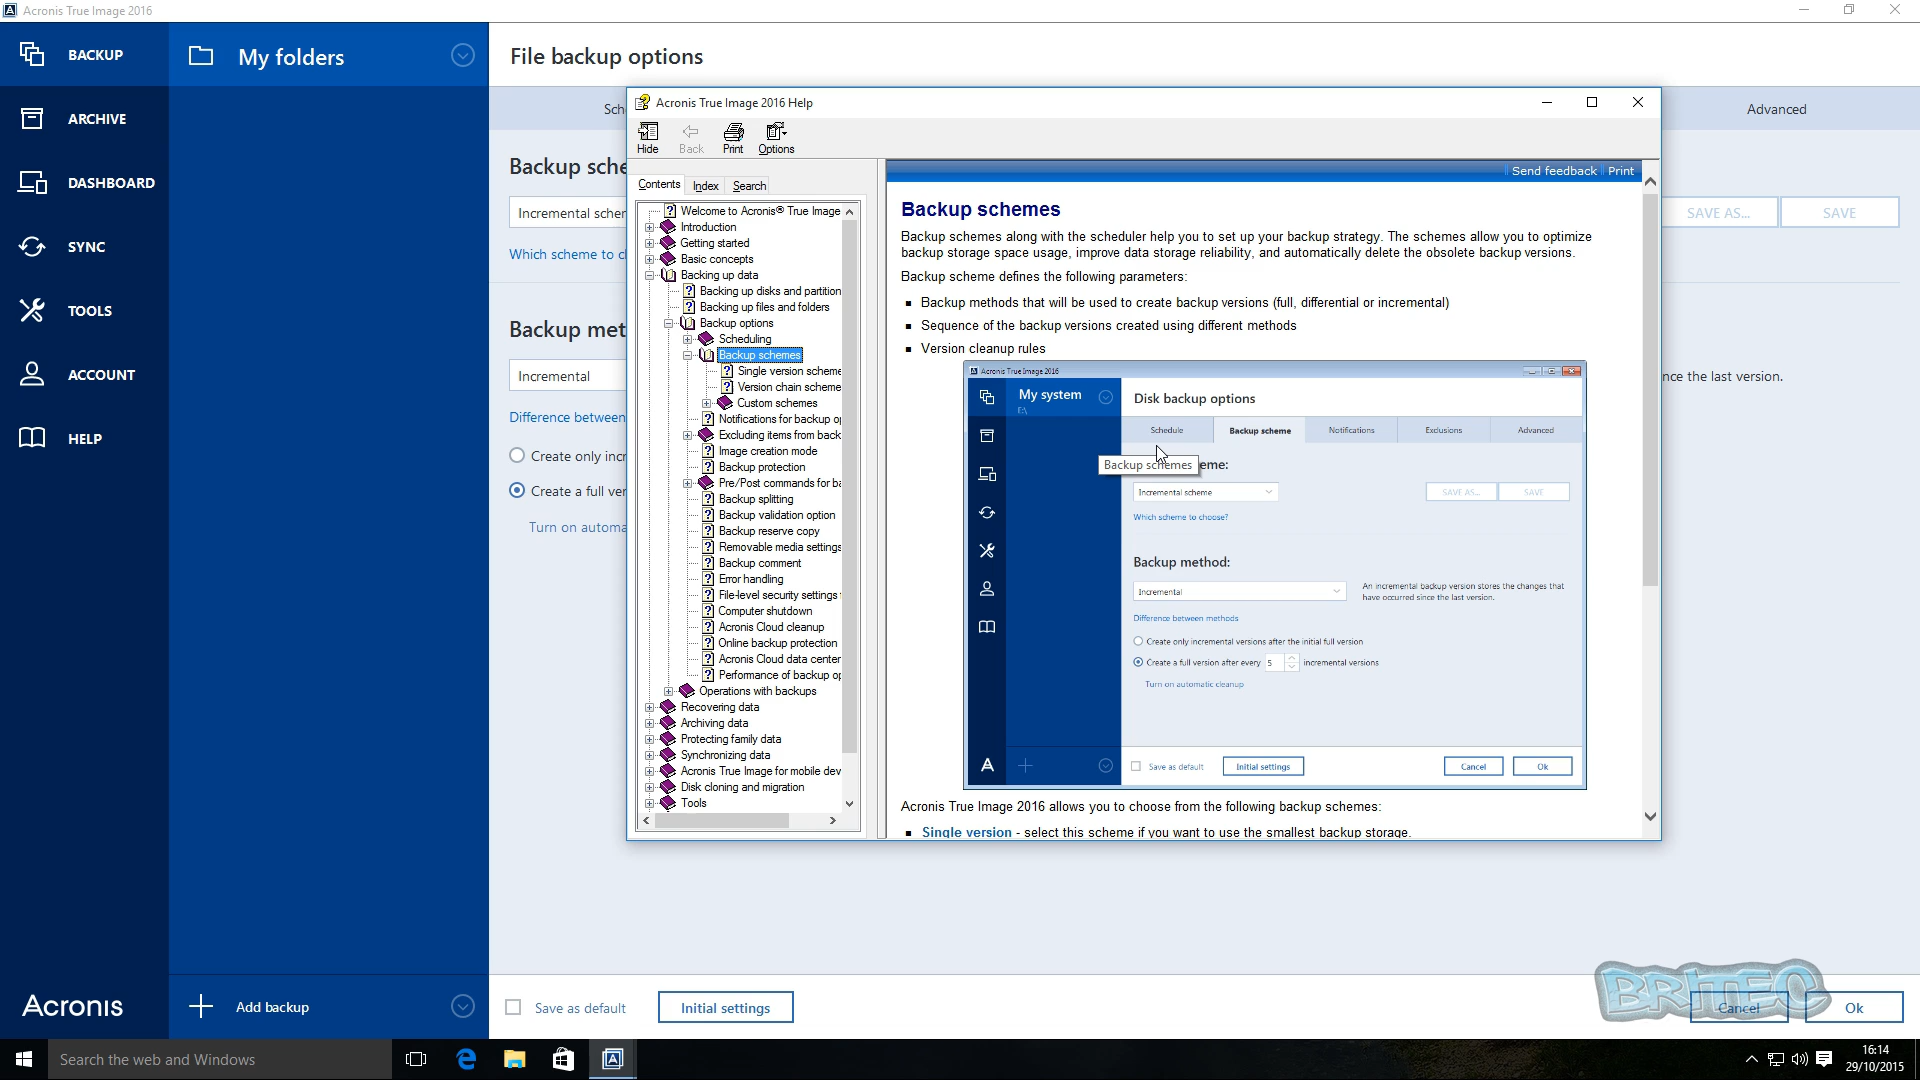 Acronis True Image 2016
BACKUP
ARCHIVE
DASHBOARD
SYNC
TOOLS
ACCOUNT
HELP
Acronis
My folders
Add backup
File backup options
Sch
Advanced
Backup sche
Incremental scher
Which scheme to c
SAVE AS...
SAVE
Backup met
Incremental
nce the last version.
Difference between
Create only incr
Create a full ver
Turn on automa
Save as default
Initial settings
Cancel
Ok
BRITEC
Acronis True Image 2016 Help
Hide
Back
Print
Options
Contents
Index
Search
Welcome to Acronis® True Image
Introduction
Getting started
Basic concepts
Backing up data
Backing up disks and partition
Backing up files and folders
Backup options
Scheduling
Backup schemes
Single version scheme
Version chain scheme
Custom schemes
Notifications for backup op
Excluding items from back
Image creation mode
Backup protection
Pre/Post commands for ba
Backup splitting
Backup validation option
Backup reserve copy
Removable media settings
Backup comment
Error handling
File-level security settings
Computer shutdown
Acronis Cloud cleanup
Online backup protection
Acronis Cloud data center
Performance of backup op
Operations with backups
Recovering data
Archiving data
Protecting family data
Synchronizing data
Acronis True Image for mobile dev
Disk cloning and migration
Tools
Send feedback
Print
Backup schemes
Backup schemes along with the scheduler help you to set up your backup strategy. The schemes allow you to optimize
backup storage space usage, improve data storage reliability, and automatically delete the obsolete backup versions.
Backup scheme defines the following parameters:
Backup methods that will be used to create backup versions (full, differential or incremental)
Sequence of the backup versions created using different methods
Version cleanup rules
Acronis True Image 2016
My system
E:\
Disk backup options
Schedule
Backup scheme
Notifications
Exclusions
Advanced
Backup schemes
eme:
Incremental scheme
SAVE AS...
SAVE
Which scheme to choose?
Backup method:
Incremental
An incremental backup version stores the changes that
have occurred since the last version.
Difference between methods
Create only incremental versions after the initial full version
Create a full version after every 5 incremental versions
Turn on automatic cleanup
Save as default
Initial settings
Cancel
Ok
Acronis True Image 2016 allows you to choose from the following backup schemes:
Single version - select this scheme if you want to use the smallest backup storage.
Search the web and Windows
16:14
29/10/2015